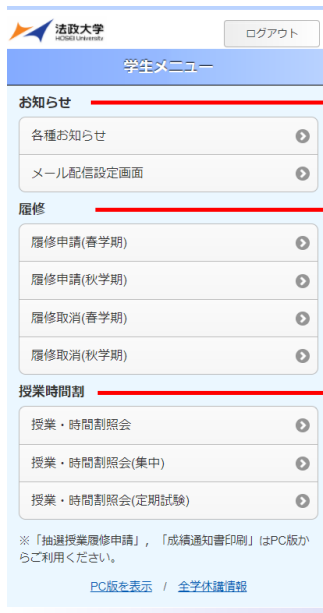 法政大学
HOSEI University
ログアウト
学生メニュー
お知らせ
各種お知らせ
メール配信設定画面
履修
履修申請(春学期)
履修申請(秋学期)
履修取消(春学期)
履修取消(秋学期)
授業時間割
授業・時間割照会
授業・時間割照会(集中)
授業・時間割照会(定期試験)
※「抽選授業履修申請」，「成績通知書印刷」はPC版か
らご利用ください。
PC版を表示 / 全学休講情報